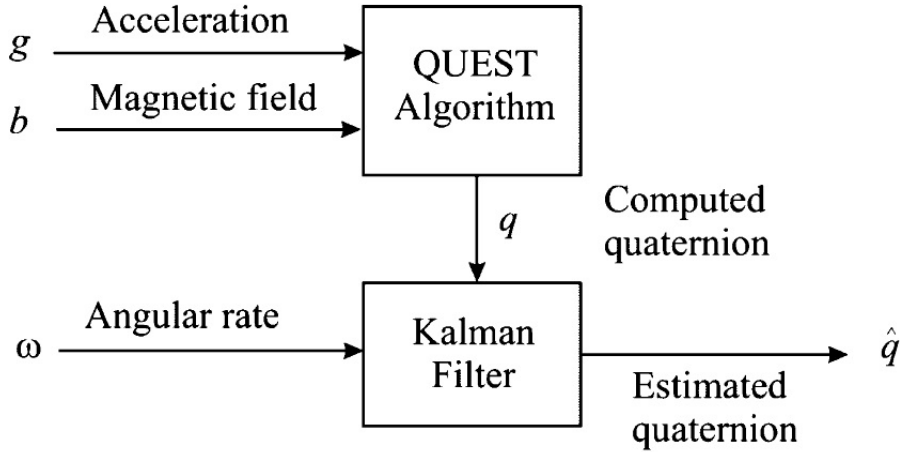 g
Acceleration
b
Magnetic field
QUEST
Algorithm
q
Computed
quaternion
ω
Angular rate
Kalman
Filter
q̂
Estimated
quaternion